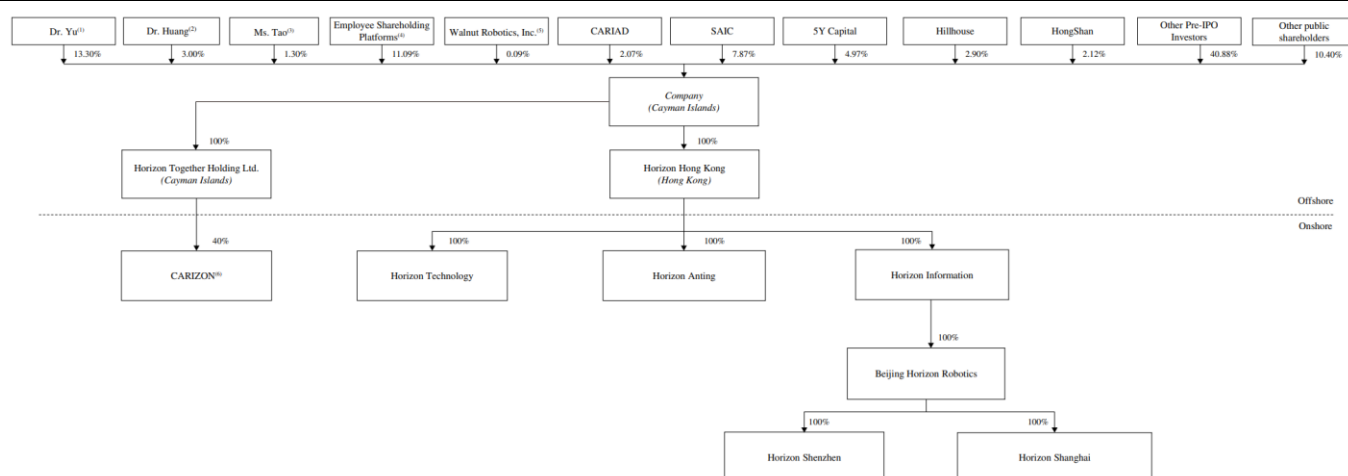 Dr. Yu(1)
Dr. Huang(2)
Ms. Tao(3)
Employee Shareholding
Platforms(4)
Walnut Robotics, Inc.(5)
CARIAD
SAIC
5Y Capital
Hillhouse
HongShan
Other Pre-IPO
Investors
Other public
shareholders
13.30%
3.00%
1.30%
11.09%
0.09%
2.07%
7.87%
4.97%
2.90%
2.12%
40.88%
10.40%
Company
(Cayman Islands)
100%
100%
Horizon Together Holding Ltd.
(Cayman Islands)
Horizon Hong Kong
(Hong Kong)
Offshore
Onshore
40%
100%
100%
100%
CARIZON(6)
Horizon Technology
Horizon Anting
Horizon Information
100%
Beijing Horizon Robotics
100%
100%
Horizon Shenzhen
Horizon Shanghai